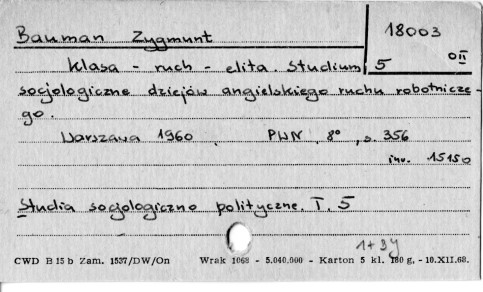 Bauman Zygmunt
18003
OII
Klasa - ruch - elita. Studium
5
socjologiczne dziejów angielskiego ruchu robotnicze-
go.
Warszawa 1960, PWN, 8°, s. 356
inw. 15150
Studia socjologiczno polityczne. T. 5
CWD B 15 b Zam. 1537/DW/On Wrak 1068 - 5.040.000 - Karton 5 kl. 180 g, - 10.XII.68.